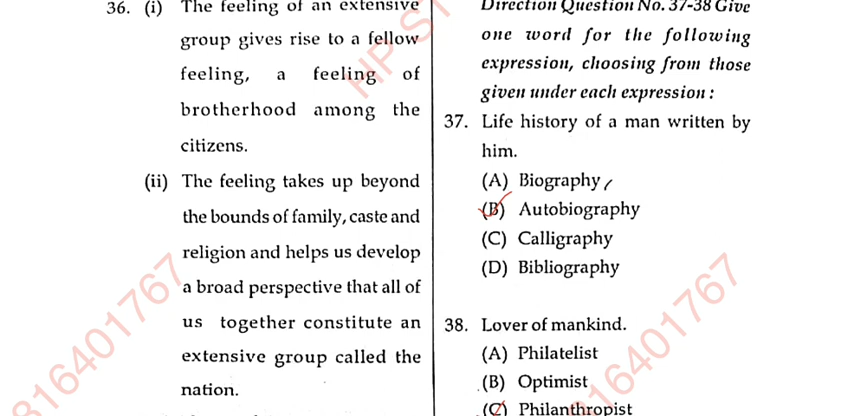 36. (i) The feeling of an extensive
group gives rise to a fellow
feeling, a feeling of
brotherhood among the
citizens.
(ii) The feeling takes up beyond
the bounds of family, caste and
religion and helps us develop
a broad perspective that all of
us together constitute an
extensive group called the
nation.
Direction Question No. 37-38 Give
one word for the following
expression, choosing from those
given under each expression :
37. Life history of a man written by
him.
(A) Biography
(B) Autobiography
(C) Calligraphy
(D) Bibliography
38. Lover of mankind.
(A) Philatelist
(B) Optimist
(C) Philanthropist
HP ST
816401767
816401767